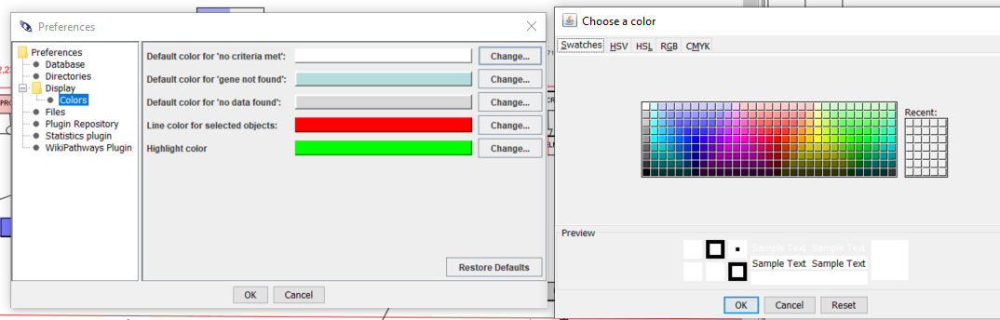 Preferences
Preferences
Database
Directories
Display
Colors
Files
Plugin Repository
Statistics plugin
WikiPathways Plugin
Default color for 'no criteria met':
Change...
Default color for 'gene not found':
Change...
Default color for 'no data found':
Change...
Line color for selected objects:
Change...
Highlight color
Change...
Restore Defaults
OK
Cancel
Choose a color
Swatches
HSV
HSL
RGB
CMYK
Recent:
Preview
Sample Text Sample Text
Sample Text Sample Text
OK
Cancel
Reset